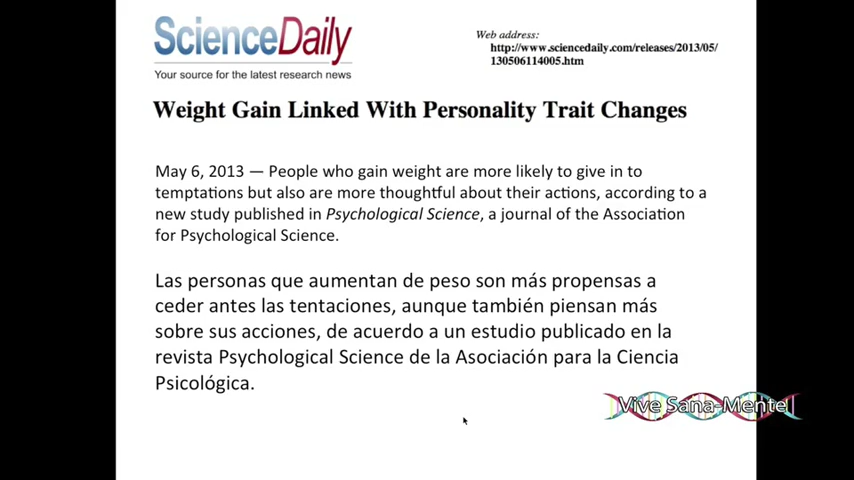 ScienceDaily
Your source for the latest research news
Web address:
http://www.sciencedaily.com/releases/2013/05/
130506114005.htm
Weight Gain Linked With Personality Trait Changes
May 6, 2013 — People who gain weight are more likely to give in to
temptations but also are more thoughtful about their actions, according to a
new study published in Psychological Science, a journal of the Association
for Psychological Science.
Las personas que aumentan de peso son más propensas a
ceder antes las tentaciones, aunque también piensan más
sobre sus acciones, de acuerdo a un estudio publicado en la
revista Psychological Science de la Asociación para la Ciencia
Psicológica.
Vive Sana-Mente!